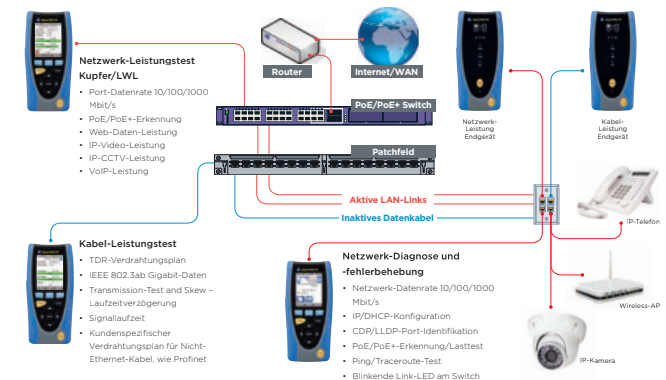 Netzwerk-Leistungstest
Kupfer/LWL
• Port-Datenrate 10/100/1000
Mbit/s
• PoE/PoE+-Erkennung
• Web-Daten-Leistung
• IP-Video-Leistung
• IP-CCTV-Leistung
• VoIP-Leistung
Router
Internet/WAN
PoE/PoE+ Switch
Patchfeld
Netzwerk-
Leistung
Endgerät
Kabel-
Leistung
Endgerät
Aktive LAN-Links
Inaktives Datenkabel
IP-Telefon
Wireless-AP
IP-Kamera
Kabel-Leistungstest
• TDR-Verdrahtungsplan
• IEEE 802.3ab Gigabit-Daten
• Transmission-Test and Skew –
Laufzeitverzögerung
• Signallaufzeit
• Kundenspezifischer
Verdrahtungsplan für Nicht-
Ethernet-Kabel, wie Profinet
Netzwerk-Diagnose und
-fehlerbehebung
• Netzwerk-Datenrate 10/100/1000
Mbit/s
• IP/DHCP-Konfiguration
• CDP/LLDP-Port-Identifikation
• PoE/PoE+-Erkennung/Lasttest
• Ping/Traceroute-Test
• Blinkende Link-LED am Switch